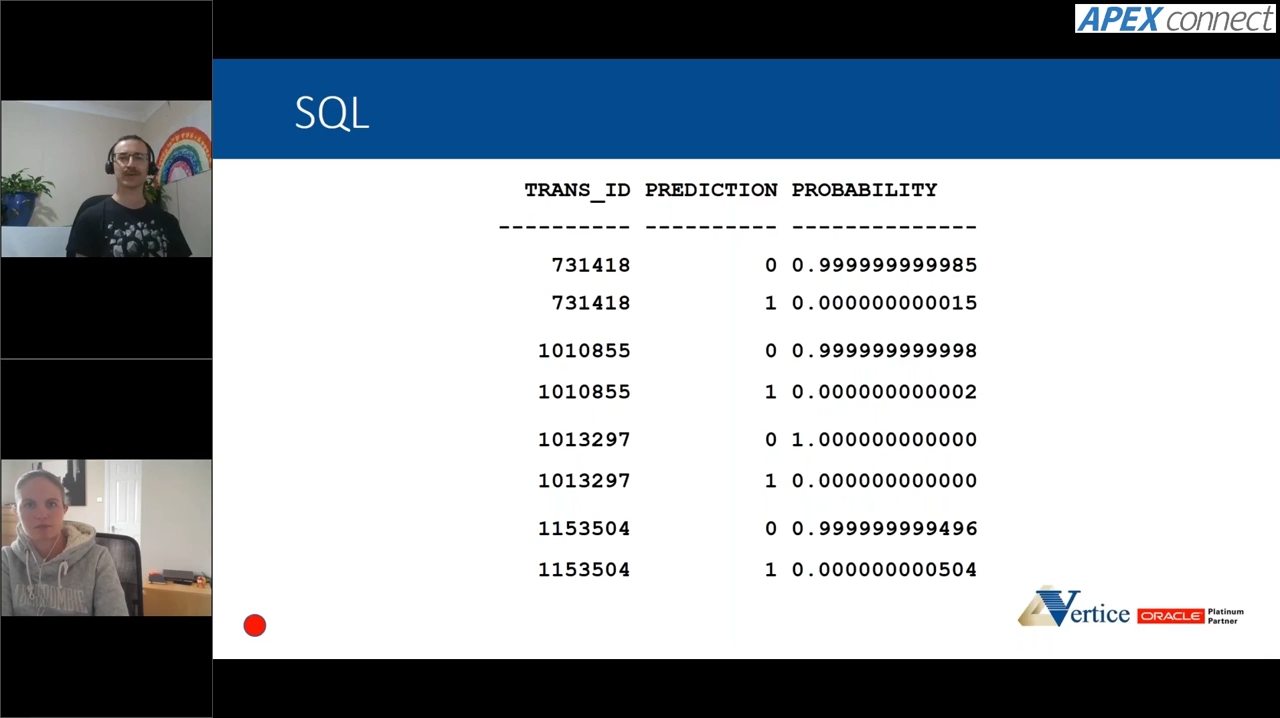 APEX connect
SQL
TRANS_ID PREDICTION PROBABILITY
---------- ---------- --------------
731418 0 0.999999999985
731418 1 0.000000000015
1010855 0 0.999999999998
1010855 1 0.000000000002
1013297 0 1.000000000000
1013297 1 0.000000000000
1153504 0 0.999999999496
1153504 1 0.000000000504
Vertice ORACLE Platinum
Partner